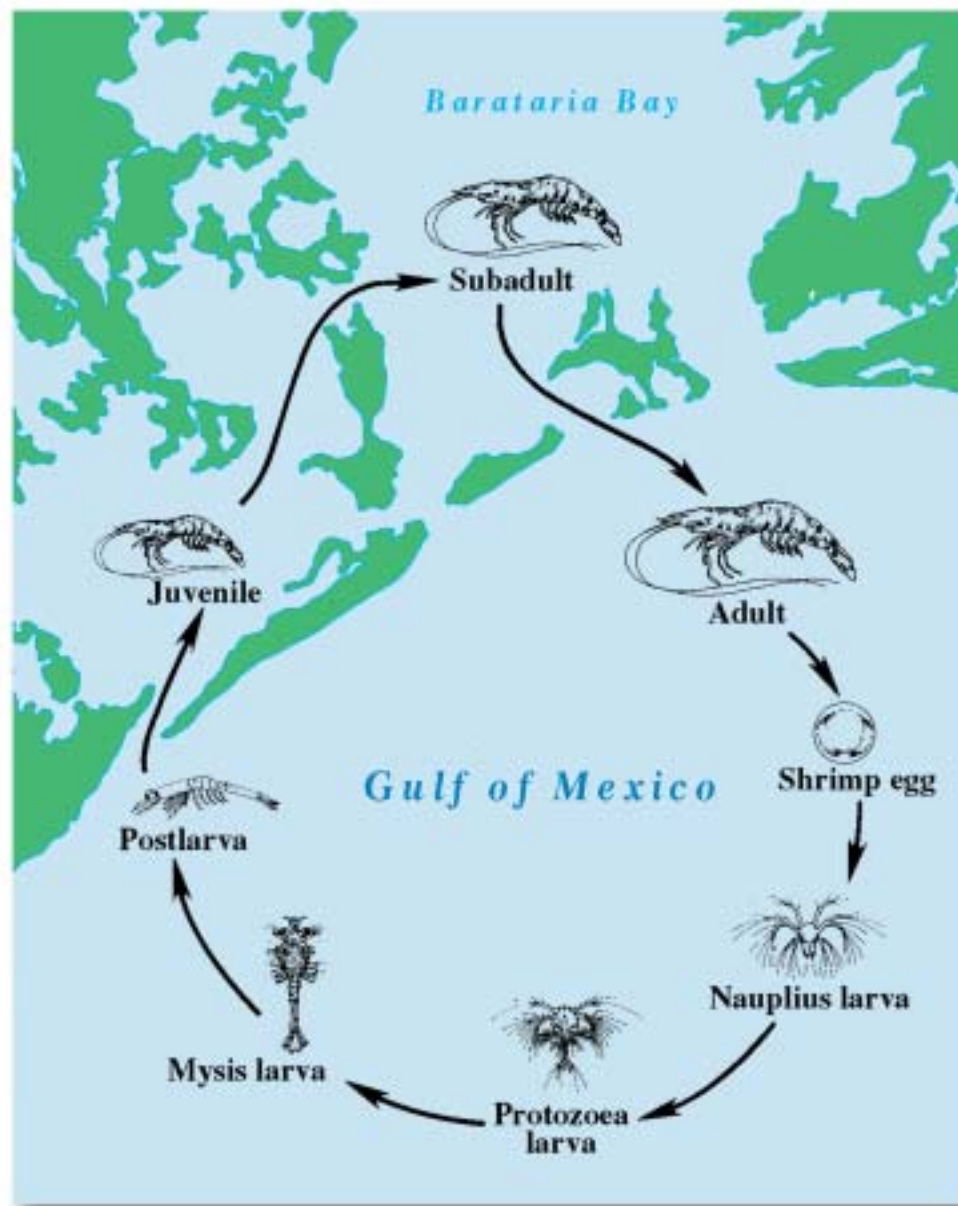 Barataria Bay
Subadult
Juvenile
Adult
Shrimp egg
Gulf of Mexico
Postlarva
Nauplius larva
Mysis larva
Protozoea
larva